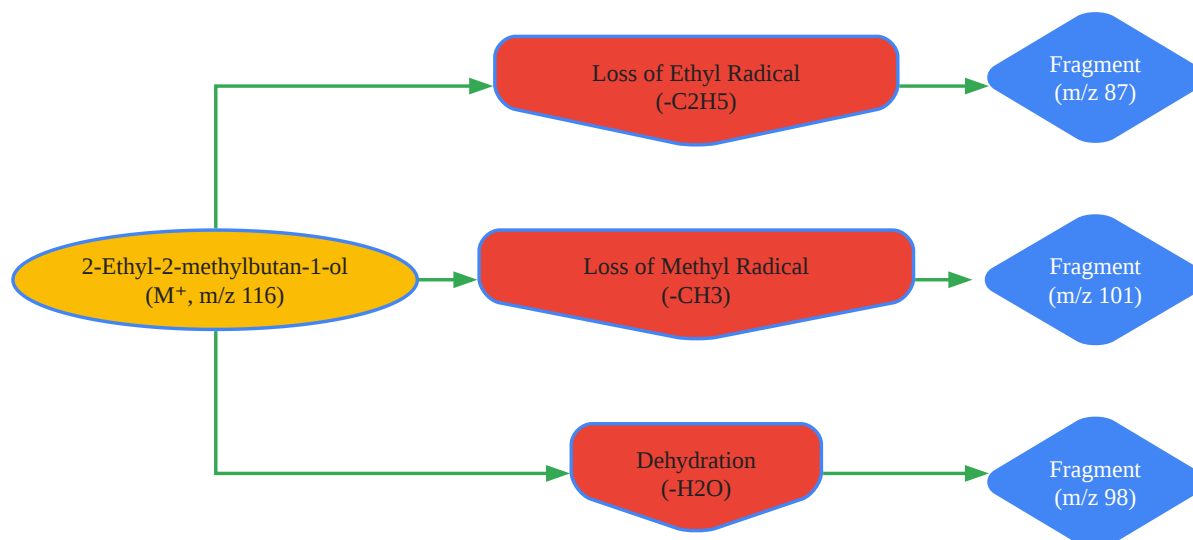 Loss of Ethyl Radical
(-C2H5)
Fragment
(m/z 87)
2-Ethyl-2-methylbutan-1-ol
(M⁺, m/z 116)
Loss of Methyl Radical
(-CH3)
Fragment
(m/z 101)
Dehydration
(-H2O)
Fragment
(m/z 98)